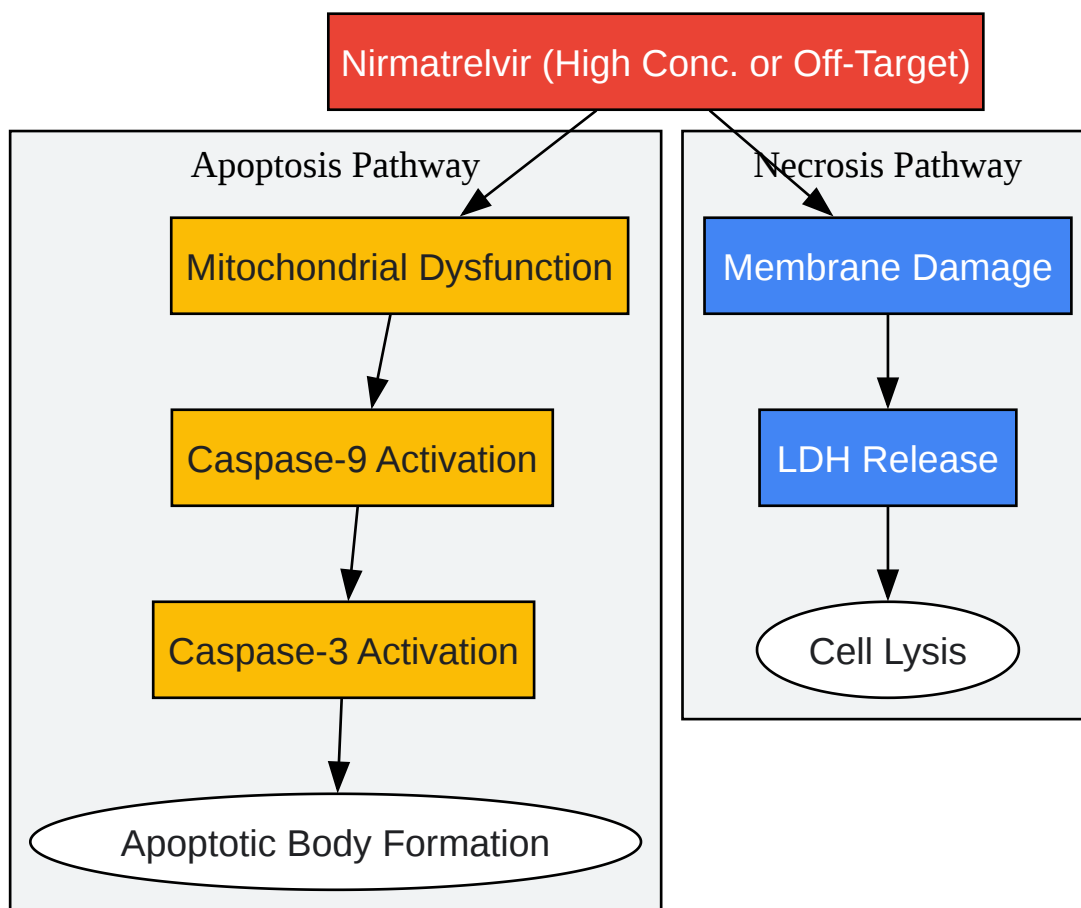 Nirmatrelvir (High Conc. or Off-Target)
Apoptosis Pathway
Mitochondrial Dysfunction
Caspase-9 Activation
Caspase-3 Activation
Apoptotic Body Formation
Necrosis Pathway
Membrane Damage
LDH Release
Cell Lysis